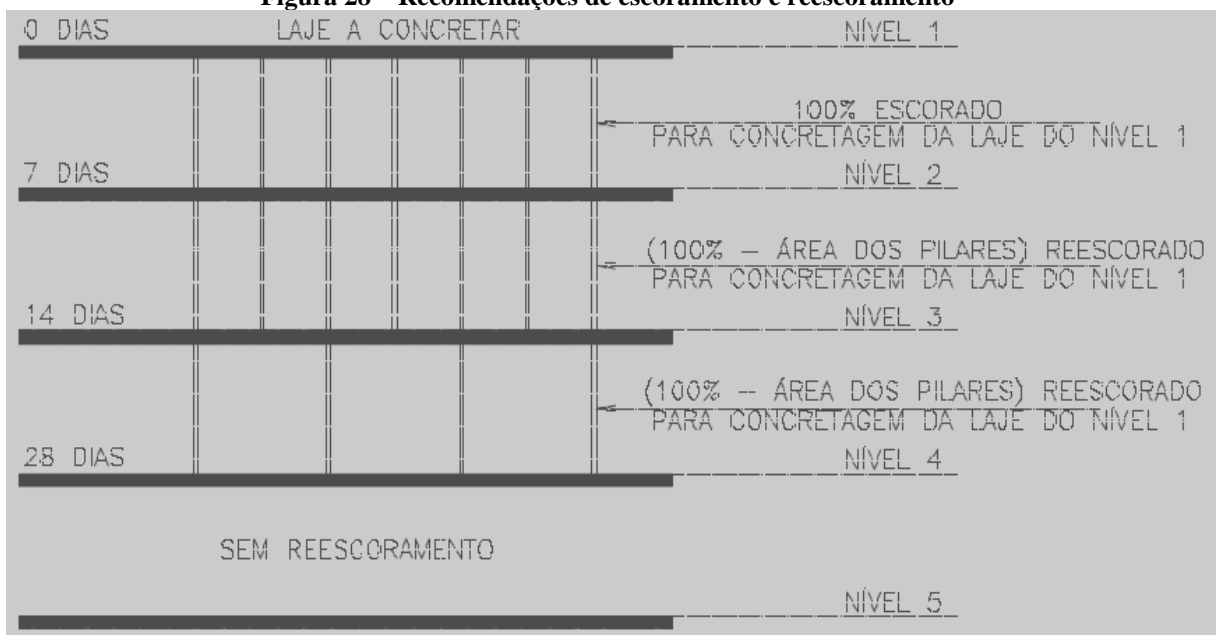 Figura 28 – Recomendações de escoramento e reescoramento
0 DIAS LAJE A CONCRETAR NÍVEL 1
100% ESCORADO
PARA CONCRETAGEM DA LAJE DO NÍVEL 1
7 DIAS NÍVEL 2
(100% – ÁREA DOS PILARES) REESCORADO
PARA CONCRETAGEM DA LAJE DO NÍVEL 1
14 DIAS NÍVEL 3
(100% – ÁREA DOS PILARES) REESCORADO
PARA CONCRETAGEM DA LAJE DO NÍVEL 1
28 DIAS NÍVEL 4
SEM REESCORAMENTO
NÍVEL 5